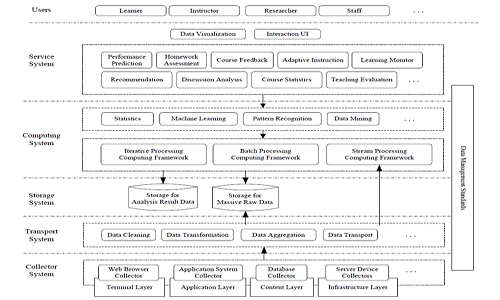 Users
Learner
Instructor
Researcher
Staff
. . .
Data Visualization
Interaction UI
Service
System
Performance
Prediction
Homework
Assessment
Course Feedback
Adaptive Instruction
Learning Monitor
Recommendation
Discussion Analysis
Course Statistics
Teaching Evaluation
. . .
Computing
System
Statistics
Machine Learning
Pattern Recognition
Data Mining
. . .
Iterative Processing
Computing Framework
Batch Processing
Computing Framework
Stream Processing
Computing Framework
Storage
System
Storage for
Analysis Result Data
Storage for
Massive Raw Data
Transport
System
Data Cleaning
Data Transformation
Data Aggregation
Data Transport
. . .
Collector
System
Web Browser
Collector
Application System
Collector
Database
Collector
Server Device
Collectors
. . .
Terminal Layer
Application Layer
Content Layer
Infrastructure Layer
Data Management Standards